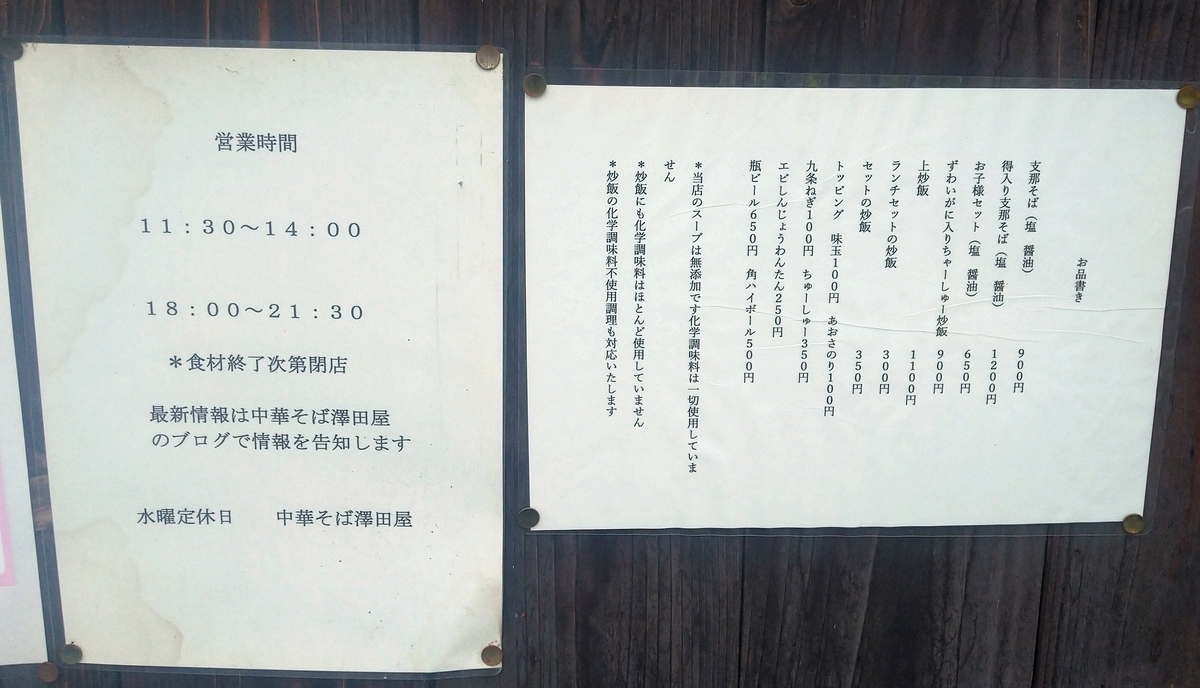 営業時間
11:30〜14:00
18:00〜21:30
＊食材終了次第閉店
最新情報は中華そば澤田屋
のブログで情報を告知します
水曜定休日　　中華そば澤田屋
お品書き
支那そば（塩　醤油）　900円
得入り支那そば（塩　醤油）　1200円
お子様セット（塩　醤油）　650円
ずわいがに入りちゃーしゅー炒飯　900円
上炒飯　1100円
ランチセットの炒飯　300円
セットの炒飯　350円
トッピング　味玉100円　あおさのり100円
九条ねぎ100円　ちゅーしゅー350円
エビしんじょうわんたん250円
瓶ビール650円　角ハイボール500円
＊当店のスープは無添加です化学調味料は一切使用していま
せん
＊炒飯にも化学調味料はほとんど使用していません
＊炒飯の化学調味料不使用調理も対応いたします